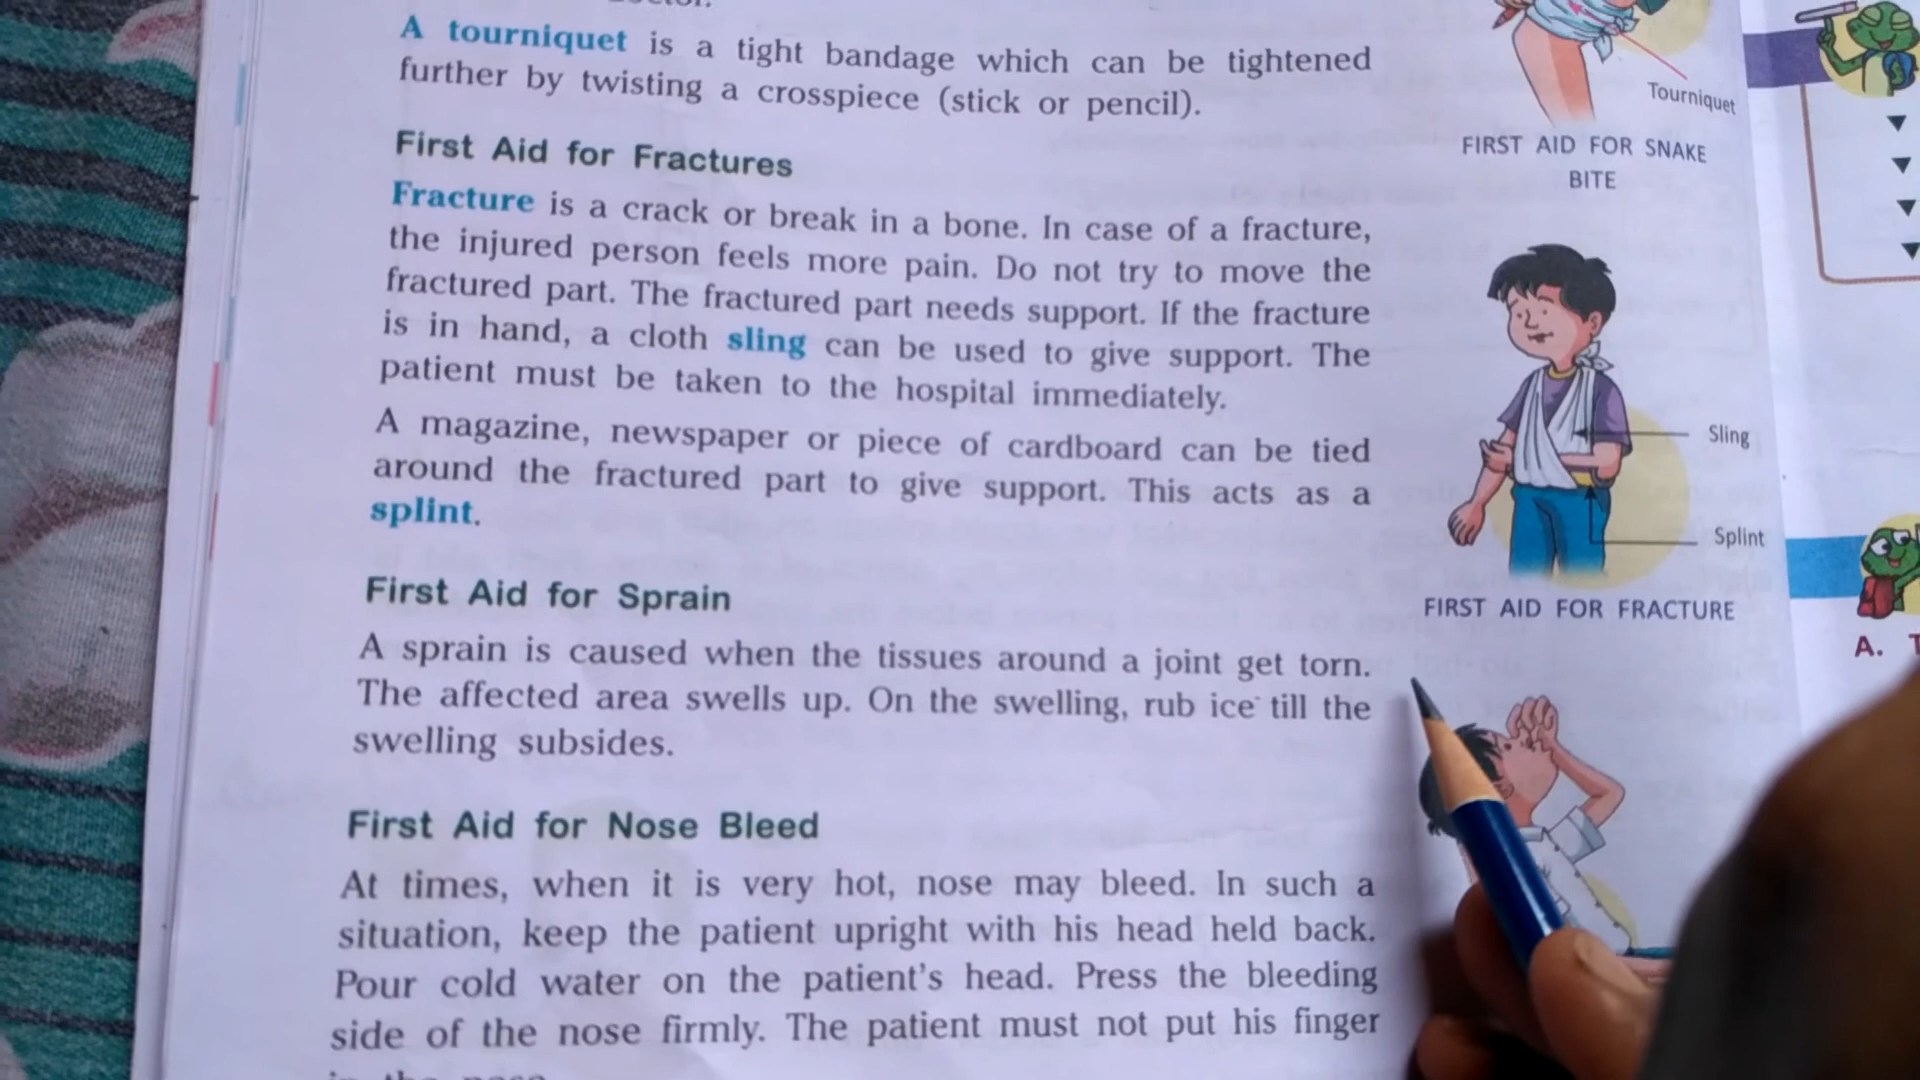 A tourniquet is a tight bandage which can be tightened
further by twisting a crosspiece (stick or pencil).
First Aid for Fractures
Fracture is a crack or break in a bone. In case of a fracture,
the injured person feels more pain. Do not try to move the
fractured part. The fractured part needs support. If the fracture
is in hand, a cloth sling can be used to give support. The
patient must be taken to the hospital immediately.
A magazine, newspaper or piece of cardboard can be tied
around the fractured part to give support. This acts as a
splint.
First Aid for Sprain
A sprain is caused when the tissues around a joint get torn.
The affected area swells up. On the swelling, rub ice till the
swelling subsides.
First Aid for Nose Bleed
At times, when it is very hot, nose may bleed. In such a
situation, keep the patient upright with his head held back.
Pour cold water on the patient's head. Press the bleeding
side of the nose firmly. The patient must not put his finger
Tourniquet
FIRST AID FOR SNAKE
BITE
Sling
Splint
FIRST AID FOR FRACTURE
A.